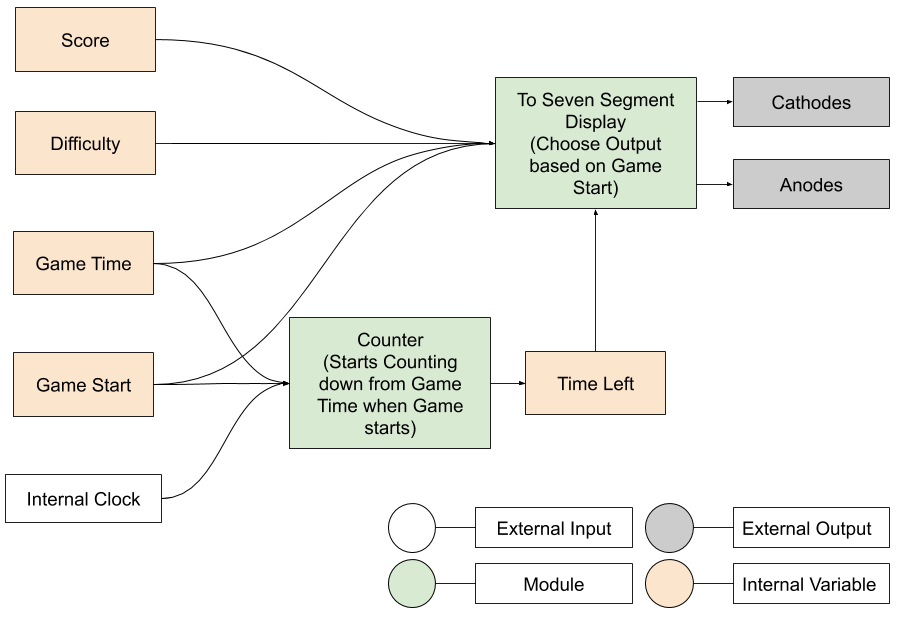 Score
Difficulty
Game Time
Game Start
Internal Clock
To Seven Segment
Display
(Choose Output
based on Game
Start)
Cathodes
Anodes
Counter
(Starts Counting
down from Game
Time when Game
starts)
Time Left
External Input
External Output
Module
Internal Variable